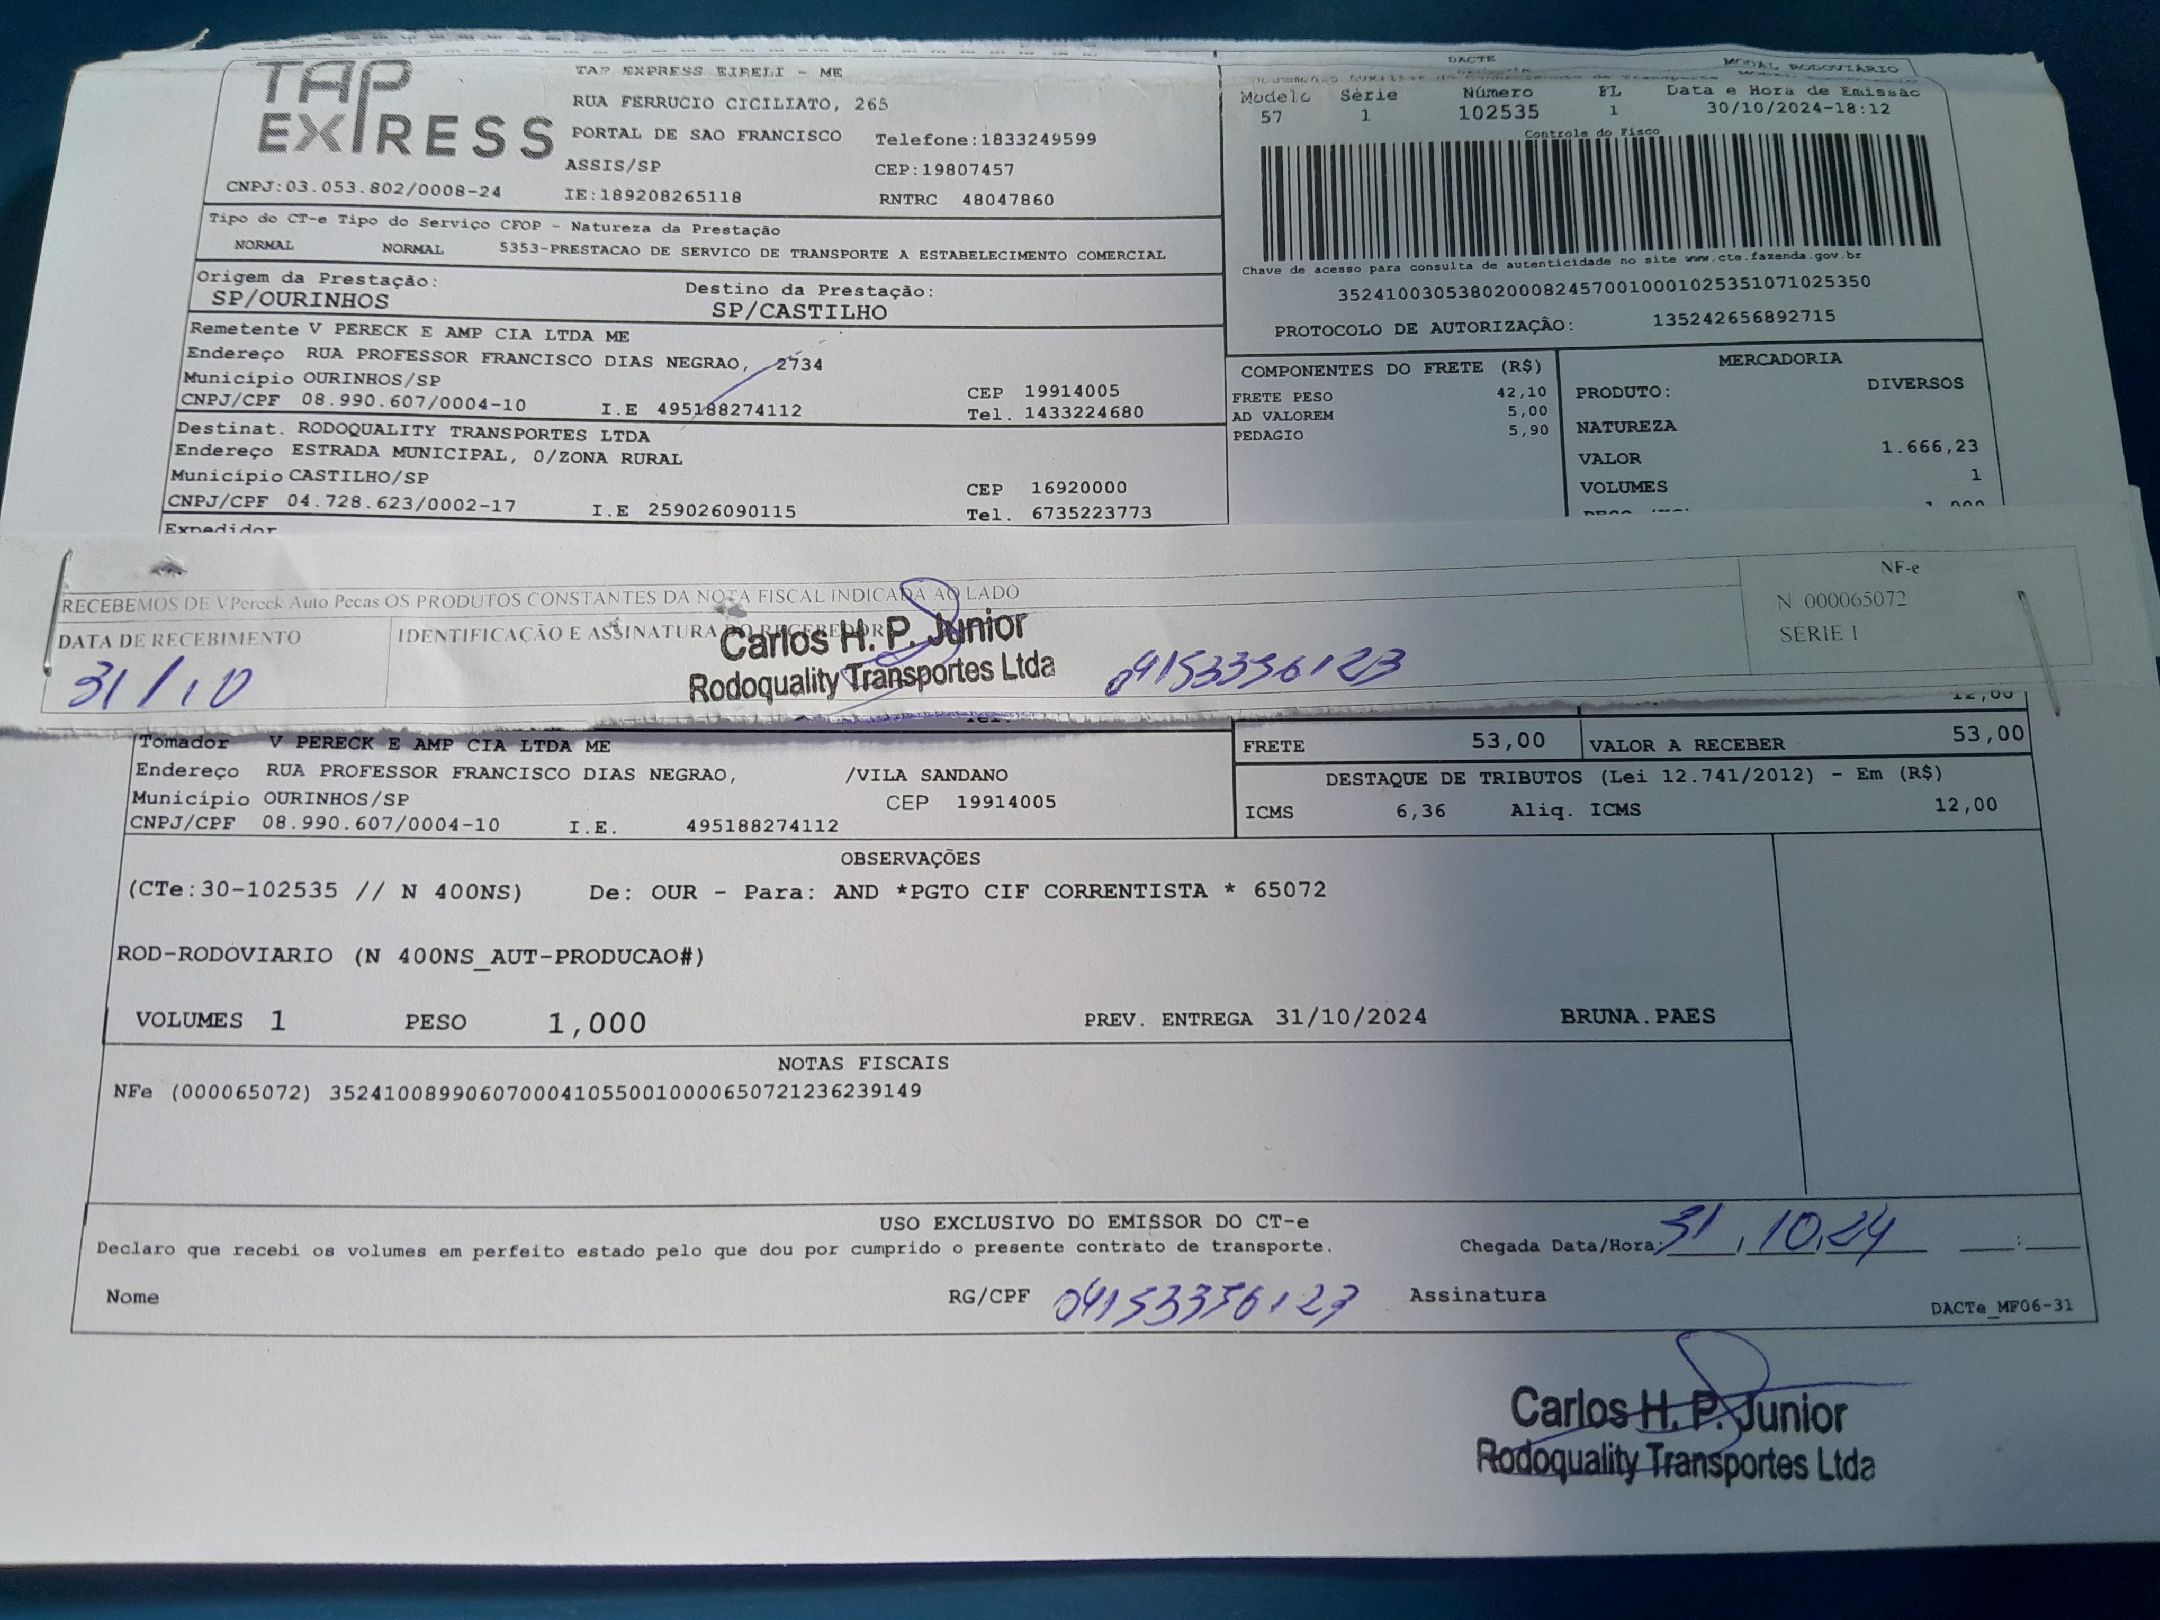 TAP EXPRESS
TAP EXPRESS EIRELI - ME
RUA FERRUCIO CICILIATO, 265
PORTAL DE SAO FRANCISCO Telefone:1833249599
ASSIS/SP CEP:19807457
CNPJ:03.053.802/0008-24 IE:189208265118 RNTRC 48047860
DACTE
MODAL RODOVIÁRIO
Modelo Série Número FL Data e Hora de Emissão
57 1 102535 1 30/10/2024-18:12
Controle do Fisco
Chave de acesso para consulta de autenticidade no site www.cte.fazenda.gov.br
35241003053802000824570010001025351071025350
PROTOCOLO DE AUTORIZAÇÃO: 135242656892715
Tipo do CT-e Tipo do Serviço CFOP - Natureza da Prestação
NORMAL NORMAL 5353-PRESTACAO DE SERVICO DE TRANSPORTE A ESTABELECIMENTO COMERCIAL
Origem da Prestação: Destino da Prestação:
SP/OURINHOS SP/CASTILHO
Remetente V PERECK E AMP CIA LTDA ME
Endereço RUA PROFESSOR FRANCISCO DIAS NEGRAO, 2734
Município OURINHOS/SP CEP 19914005
CNPJ/CPF 08.990.607/0004-10 I.E 495188274112 Tel. 1433224680
Destinat. RODOQUALITY TRANSPORTES LTDA
Endereço ESTRADA MUNICIPAL, 0/ZONA RURAL
Município CASTILHO/SP CEP 16920000
CNPJ/CPF 04.728.623/0002-17 I.E 259026090115 Tel. 6735223773
Expedidor
COMPONENTES DO FRETE (R$)
FRETE PESO 42,10
AD VALOREM 5,00
PEDAGIO 5,90
MERCADORIA
PRODUTO: DIVERSOS
NATUREZA
VALOR 1.666,23
VOLUMES 1
RECEBEMOS DE VPereck Auto Pecas OS PRODUTOS CONSTANTES DA NOTA FISCAL INDICADA AO LADO
DATA DE RECEBIMENTO IDENTIFICAÇÃO E ASSINATURA DO RECEBEDOR
31/10
Carlos H. P. Junior
Rodoquality Transportes Ltda
04153356123
NF-e
N 000065072
SÉRIE 1
12,00
Tomador V PERECK E AMP CIA LTDA ME
Endereço RUA PROFESSOR FRANCISCO DIAS NEGRAO, /VILA SANDANO
Município OURINHOS/SP CEP 19914005
CNPJ/CPF 08.990.607/0004-10 I.E. 495188274112
FRETE 53,00 VALOR A RECEBER 53,00
DESTAQUE DE TRIBUTOS (Lei 12.741/2012) - Em (R$)
ICMS 6,36 Aliq. ICMS 12,00
OBSERVAÇÕES
(CTe:30-102535 // N 400NS) De: OUR - Para: AND *PGTO CIF CORRENTISTA * 65072
ROD-RODOVIARIO (N 400NS_AUT-PRODUCAO#)
VOLUMES 1 PESO 1,000 PREV. ENTREGA 31/10/2024 BRUNA.PAES
NOTAS FISCAIS
NFe (000065072) 35241008990607000410550010000650721236239149
USO EXCLUSIVO DO EMISSOR DO CT-e
Declaro que recebi os volumes em perfeito estado pelo que dou por cumprido o presente contrato de transporte. Chegada Data/Hora: 31/10/24 :
Nome RG/CPF 04153356123 Assinatura
DACTe_MF06-31
Carlos H. P. Junior
Rodoquality Transportes Ltda